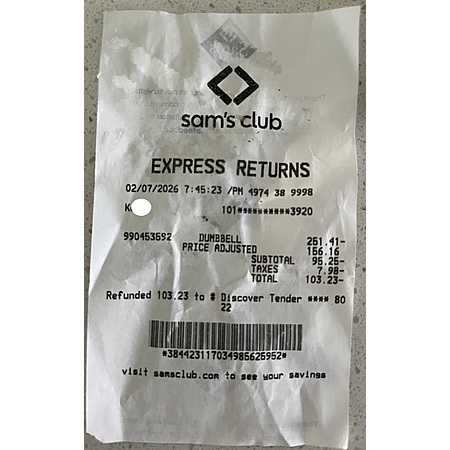 sam's club
EXPRESS RETURNS
02/07/2026 7:45:23 /PM 4974 38 9998
K 101*********3920
990453592 DUMBBELL 251.41-
PRICE ADJUSTED 156.16
SUBTOTAL 95.25-
TAXES 7.98-
TOTAL 103.23-
Refunded 103.23 to # Discover Tender **** 80
22
*384423117034985625952*
visit samsclub.com to see your savings